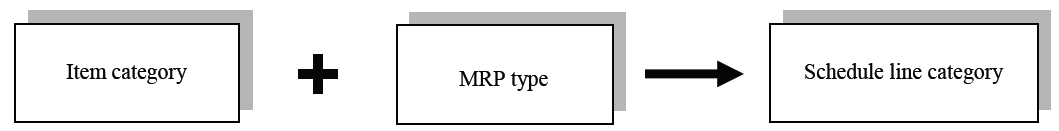 Item category
MRP type
Schedule line category